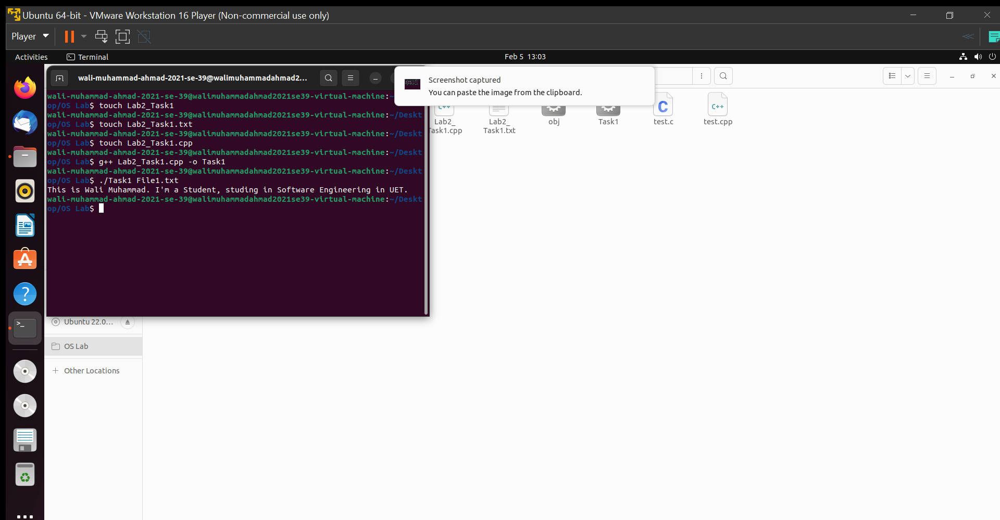 Ubuntu 64-bit - VMware Workstation 16 Player (Non-commercial use only)
Player
Activities
Terminal
Feb 5 13:03
wali-muhammad-ahmad-2021-se-39@walimuhammadahmad2...
Screenshot captured
You can paste the image from the clipboard.
wali-muhammad-ahmad-2021-se-39@walimuhammadahmad2021se39-virtual-machine:~
op/OS Lab$ touch Lab2_Task1
wali-muhammad-ahmad-2021-se-39@walimuhammadahmad2021se39-virtual-machine:~/Deskt
op/OS Lab$ touch Lab2_Task1.txt
wali-muhammad-ahmad-2021-se-39@walimuhammadahmad2021se39-virtual-machine:~/Deskt
op/OS Lab$ touch Lab2_Task1.cpp
wali-muhammad-ahmad-2021-se-39@walimuhammadahmad2021se39-virtual-machine:~/Deskt
op/OS Lab$ g++ Lab2_Task1.cpp -o Task1
wali-muhammad-ahmad-2021-se-39@walimuhammadahmad2021se39-virtual-machine:~/Deskt
op/OS Lab$ ./Task1 File1.txt
This is Wali Muhammad. I'm a Student, studing in Software Engineering in UET.
wali-muhammad-ahmad-2021-se-39@walimuhammadahmad2021se39-virtual-machine:~/Deskt
op/OS Lab$
C++
Lab2_
Task1.cpp
Lab2_
Task1.txt
obj
Task1
C
test.c
C++
test.cpp
Ubuntu 22.0...
OS Lab
+ Other Locations